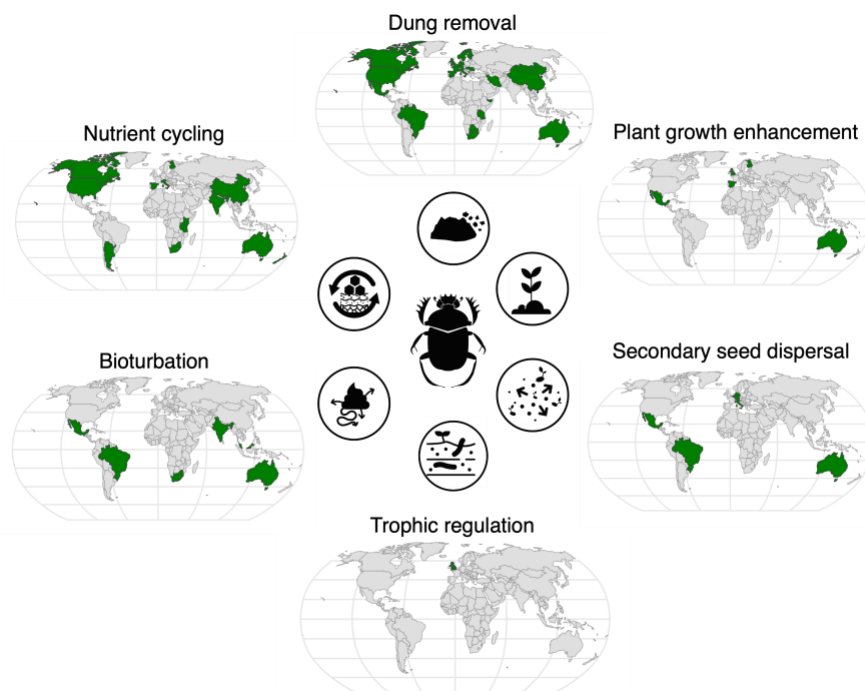 Dung removal
Nutrient cycling
Plant growth enhancement
Bioturbation
Secondary seed dispersal
Trophic regulation